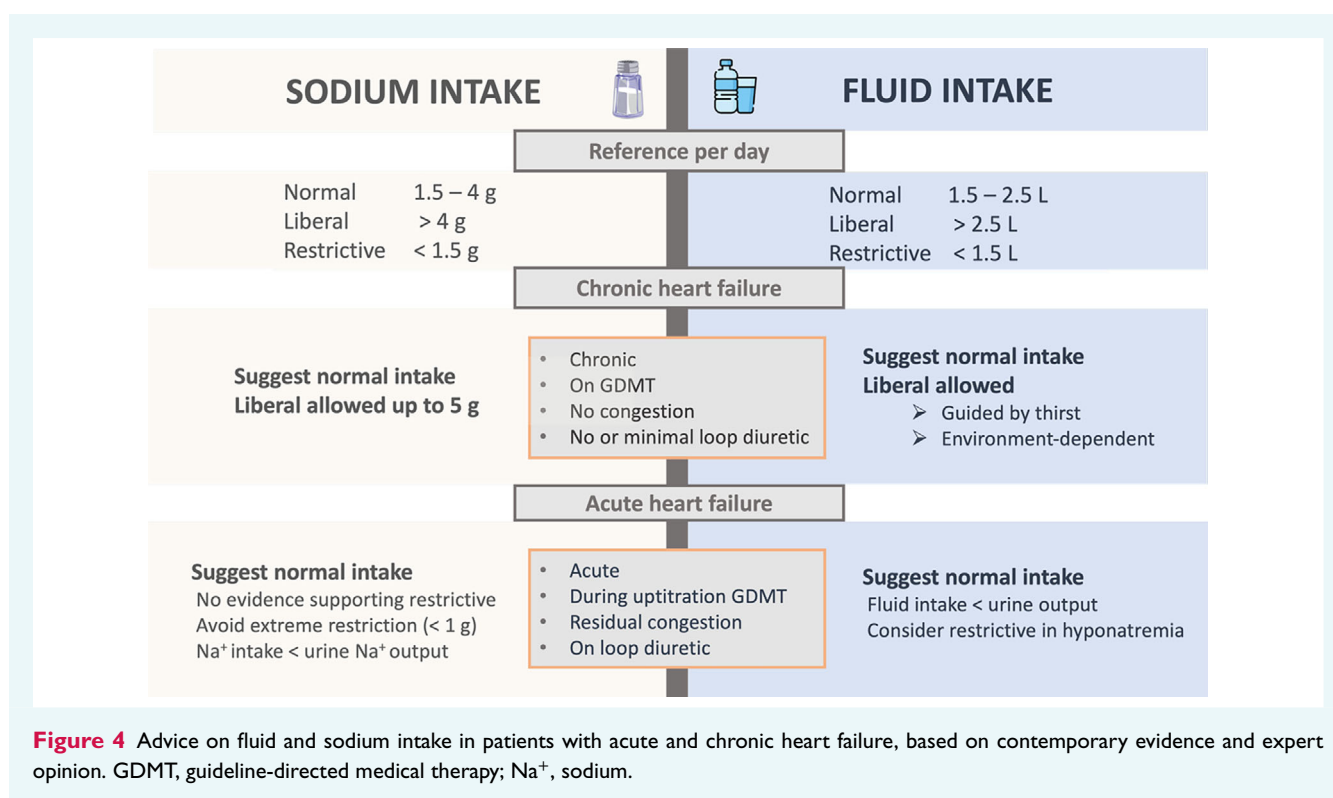 SODIUM INTAKE
FLUID INTAKE
Reference per day
Normal 1.5 – 4 g
Liberal > 4 g
Restrictive < 1.5 g
Normal 1.5 – 2.5 L
Liberal > 2.5 L
Restrictive < 1.5 L
Chronic heart failure
Suggest normal intake
Liberal allowed up to 5 g
• Chronic
• On GDMT
• No congestion
• No or minimal loop diuretic
Suggest normal intake
Liberal allowed
➢ Guided by thirst
➢ Environment-dependent
Acute heart failure
Suggest normal intake
No evidence supporting restrictive
Avoid extreme restriction (< 1 g)
Na⁺ intake < urine Na⁺ output
• Acute
• During uptitration GDMT
• Residual congestion
• On loop diuretic
Suggest normal intake
Fluid intake < urine output
Consider restrictive in hyponatremia
Figure 4 Advice on fluid and sodium intake in patients with acute and chronic heart failure, based on contemporary evidence and expert
opinion. GDMT, guideline-directed medical therapy; Na⁺, sodium.